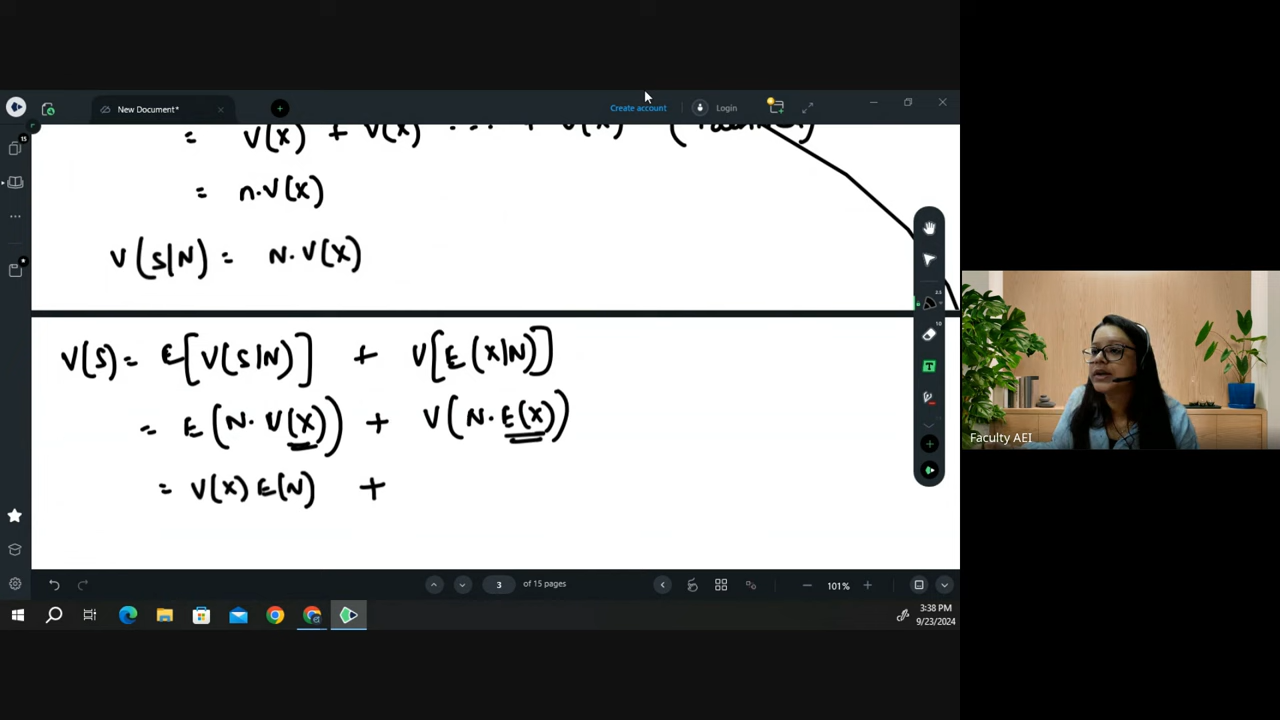 Create account
Login
New Document*
= V(X) + V(X) ... + V(X)
= n·V(X)
V(S|N) = N·V(X)
V(S) = E[V(S|N)] + V[E(X|N)]
= E(N·V(X)) + V(N·E(X))
= V(X) E(N) +
Faculty AEI
3 of 15 pages
101%
3:38 PM
9/23/2024